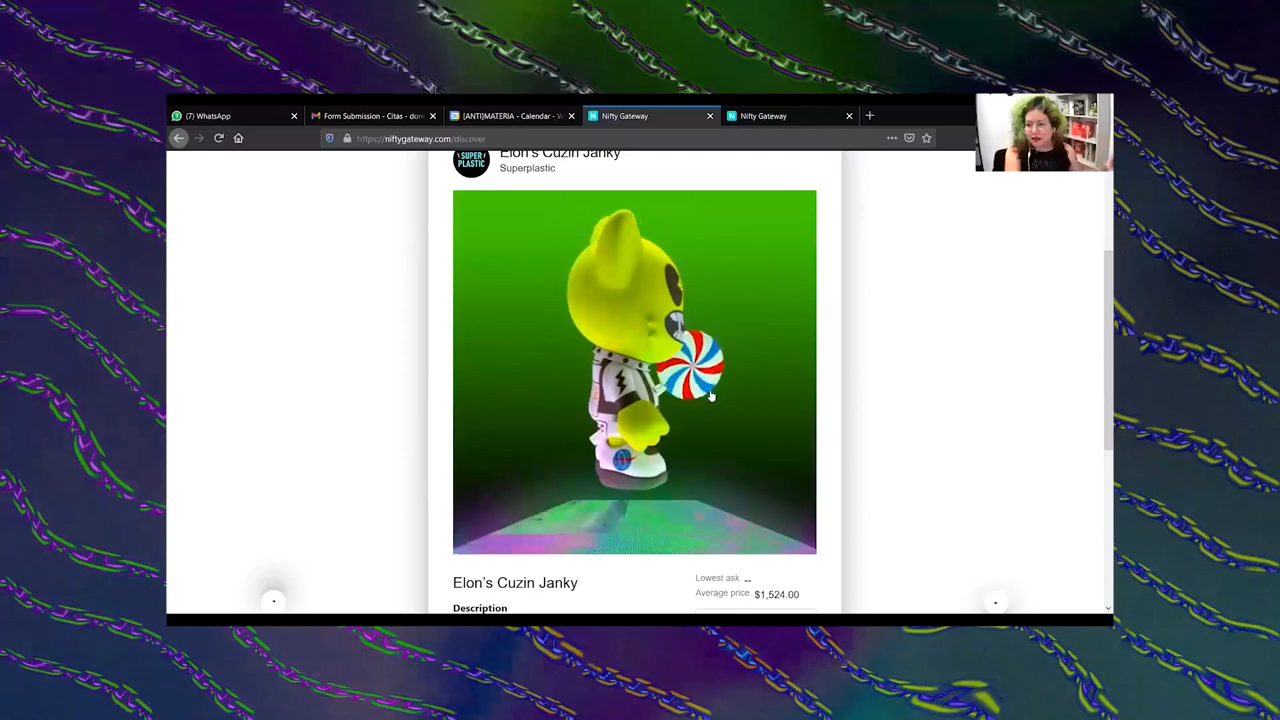 (7) WhatsApp
Form Submission - Citas - dor
[ANTI]MATERIA - Calendar - W
Nifty Gateway
Nifty Gateway
https://niftygateway.com/discover
SUPER
PLASTIC
Elon's Cuzin Janky
Superplastic
Elon's Cuzin Janky
Lowest ask --
Average price $1,524.00
Description